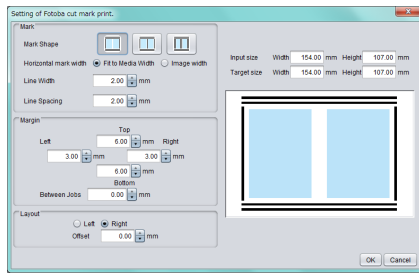 Setting of Fotoba cut mark print.
Mark
Mark Shape
Horizontal mark width Fit to Media Width Image width
Line Width 2.00 mm
Line Spacing 2.00 mm
Margin
Top
Left 6.00 mm Right
3.00 mm 3.00 mm
6.00 mm
Bottom
Between Jobs 0.00 mm
Layout
Left Right
Offset 0.00 mm
Input size Width 154.00 mm Height 107.00 mm
Target size Width 154.00 mm Height 107.00 mm
OK Cancel